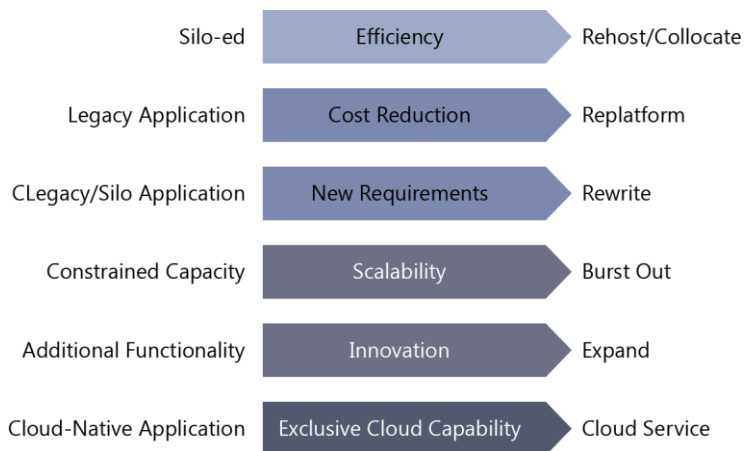 Silo-ed Efficiency Rehost/Collocate
Legacy Application Cost Reduction Replatform
CLegacy/Silo Application New Requirements Rewrite
Constrained Capacity Scalability Burst Out
Additional Functionality Innovation Expand
Cloud-Native Application Exclusive Cloud Capability Cloud Service